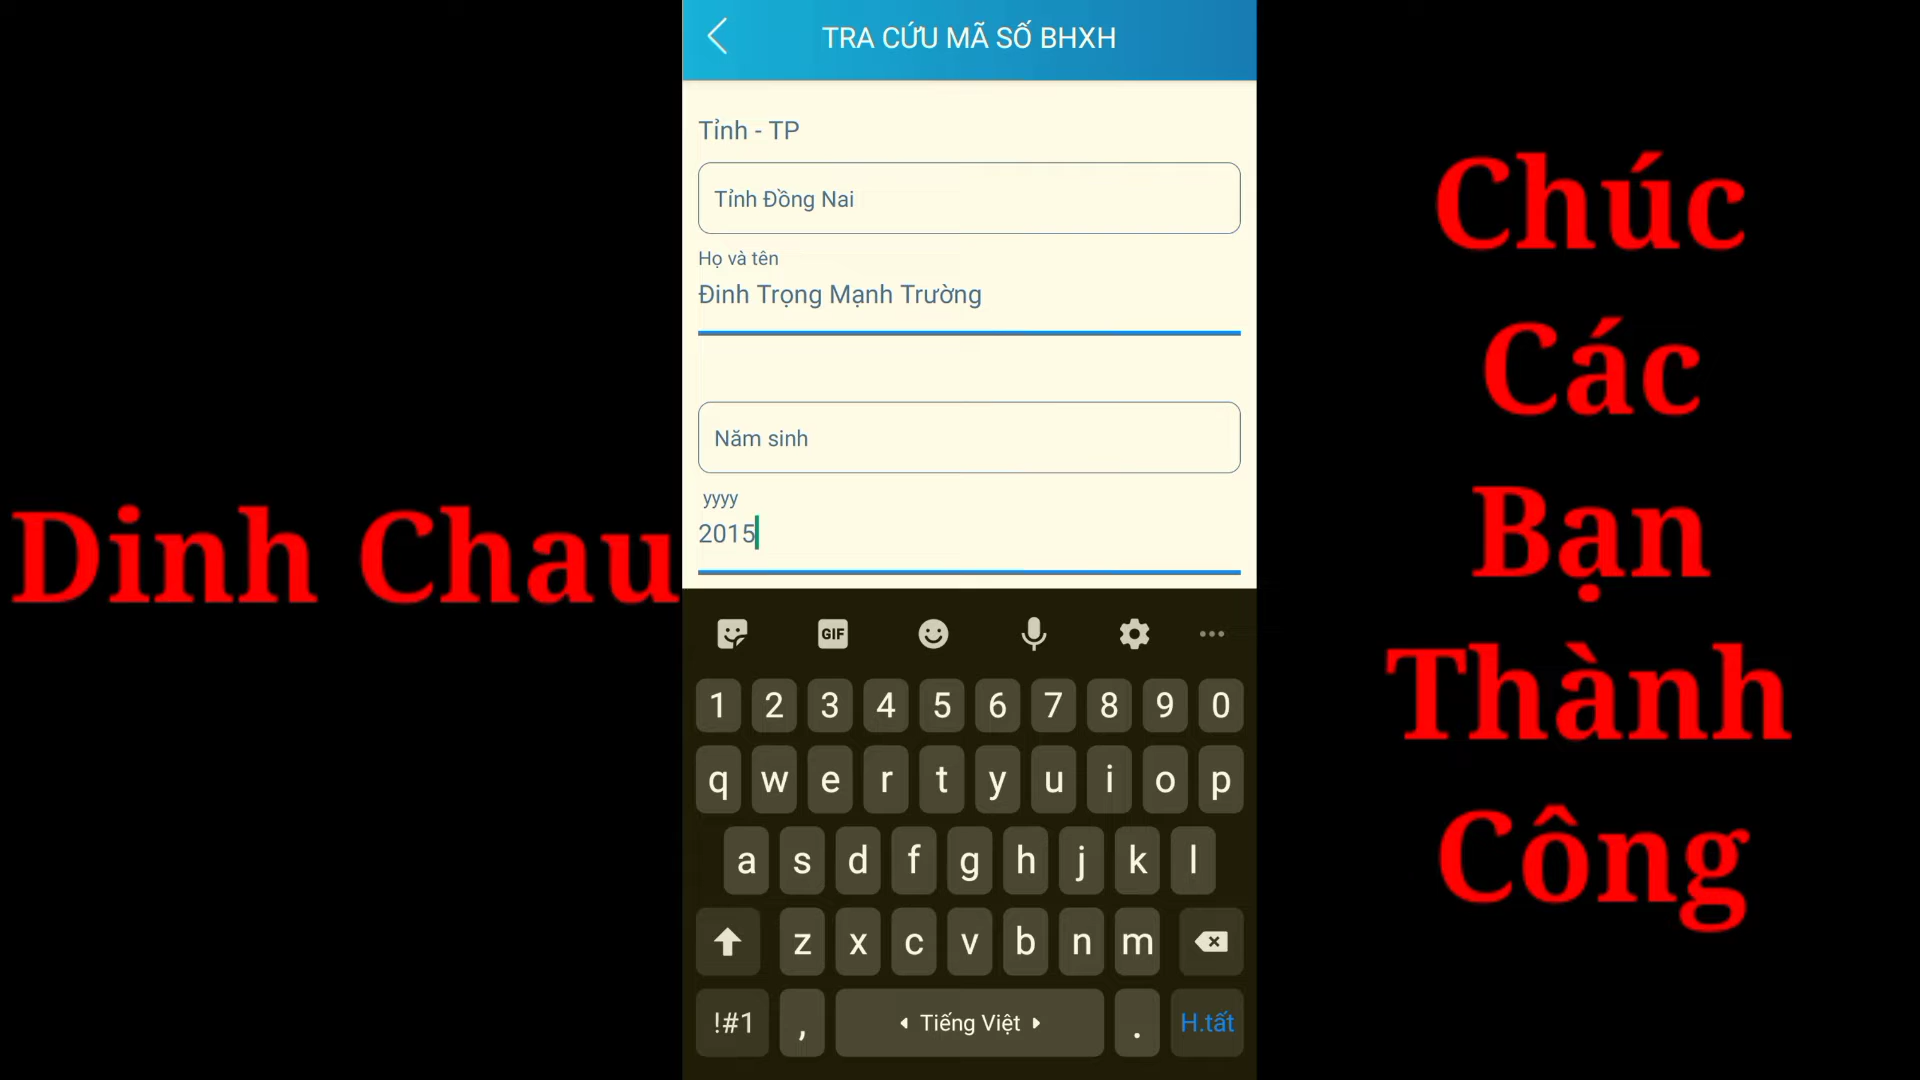 TRA CỨU MÃ SỐ BHXH
Tỉnh - TP
Tỉnh Đồng Nai
Họ và tên
Đinh Trọng Mạnh Trường
Năm sinh
yyyy
2015
Dinh Chau
Chúc
Các
Bạn
Thành
Công
GIF
1 2 3 4 5 6 7 8 9 0
q w e r t y u i o p
a s d f g h j k l
z x c v b n m
!#1 , Tiếng Việt . H.tất